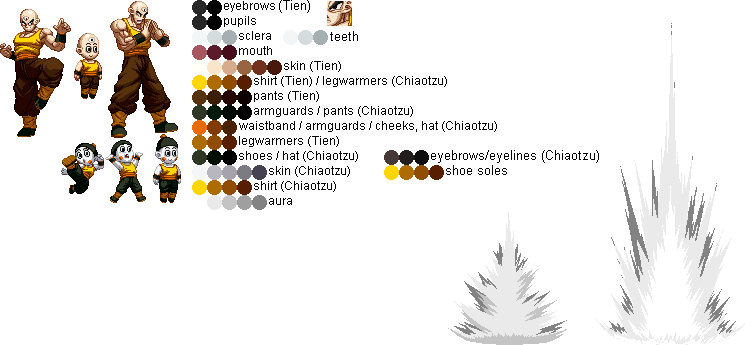 eyebrows (Tien)
pupils
sclera teeth
mouth
skin (Tien)
shirt (Tien) / legwarmers (Chiaotzu)
pants (Tien)
armguards / pants (Chiaotzu)
waistband / armguards / cheeks, hat (Chiaotzu)
legwarmers (Tien)
shoes / hat (Chiaotzu) eyebrows/eyelines (Chiaotzu)
skin (Chiaotzu) shoe soles
shirt (Chiaotzu)
aura